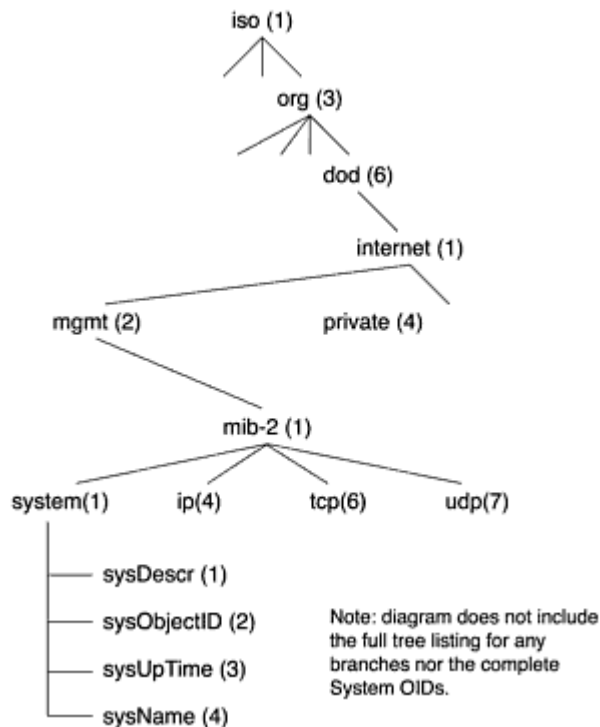 iso (1)
org (3)
dod (6)
internet (1)
mgmt (2) private (4)
mib-2 (1)
system(1) ip(4) tcp(6) udp(7)
sysDescr (1)
sysObjectID (2)
sysUpTime (3)
sysName (4)
Note: diagram does not include
the full tree listing for any
branches nor the complete
System OIDs.